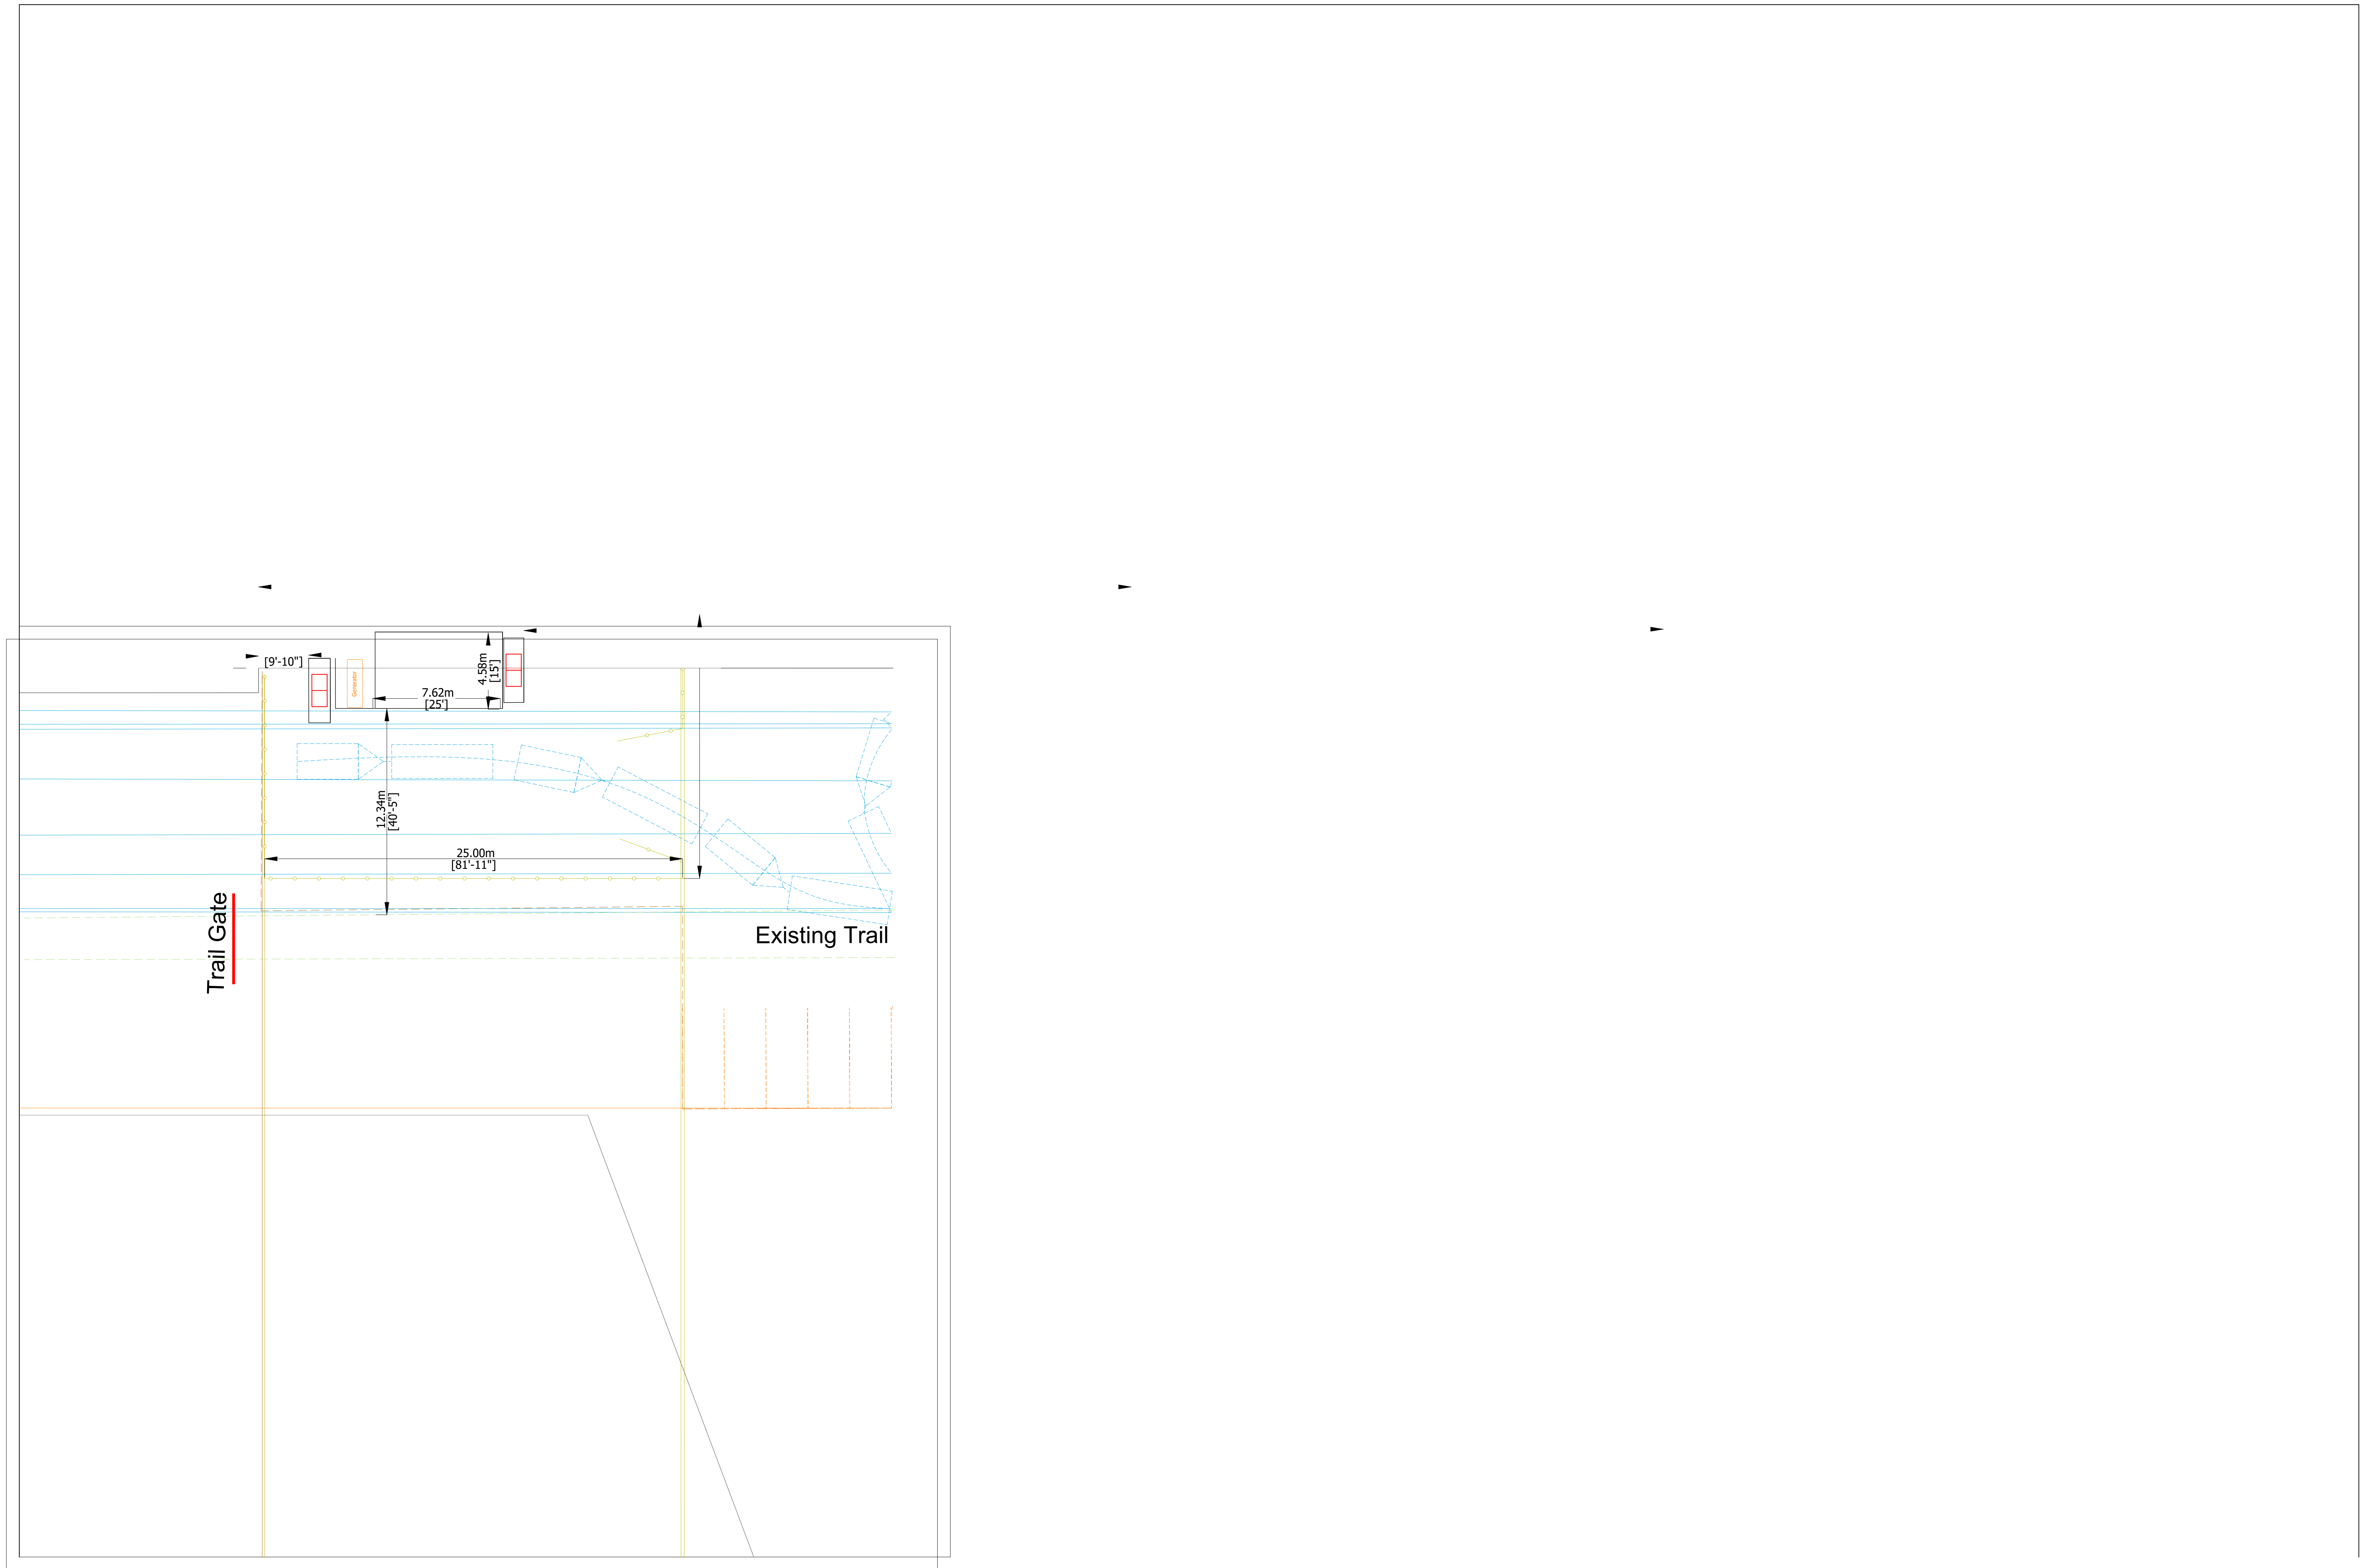 [9'-10"]
Generator
4.58m
[15']
7.62m
[25']
12.34m
[40'-5"]
25.00m
[81'-11"]
Trail Gate
Existing Trail